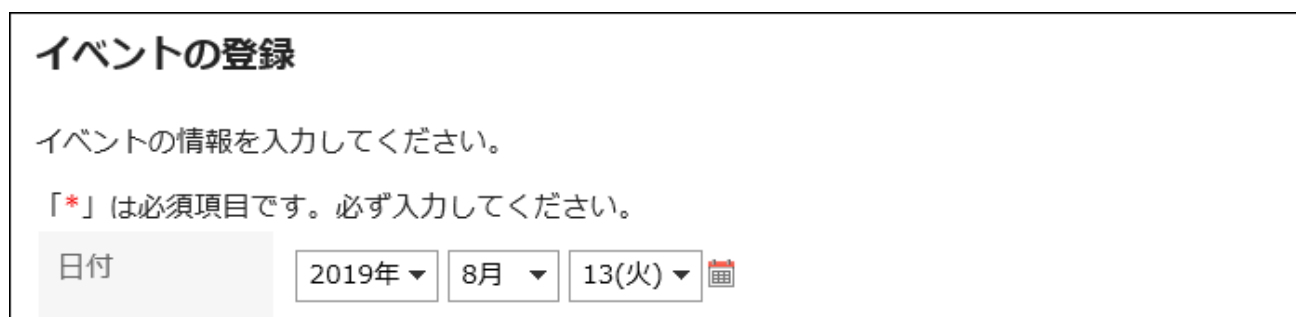 イベントの登録
イベントの情報を入力してください。
「*」は必須項目です。必ず入力してください。
日付 2019年 8月 13(火)